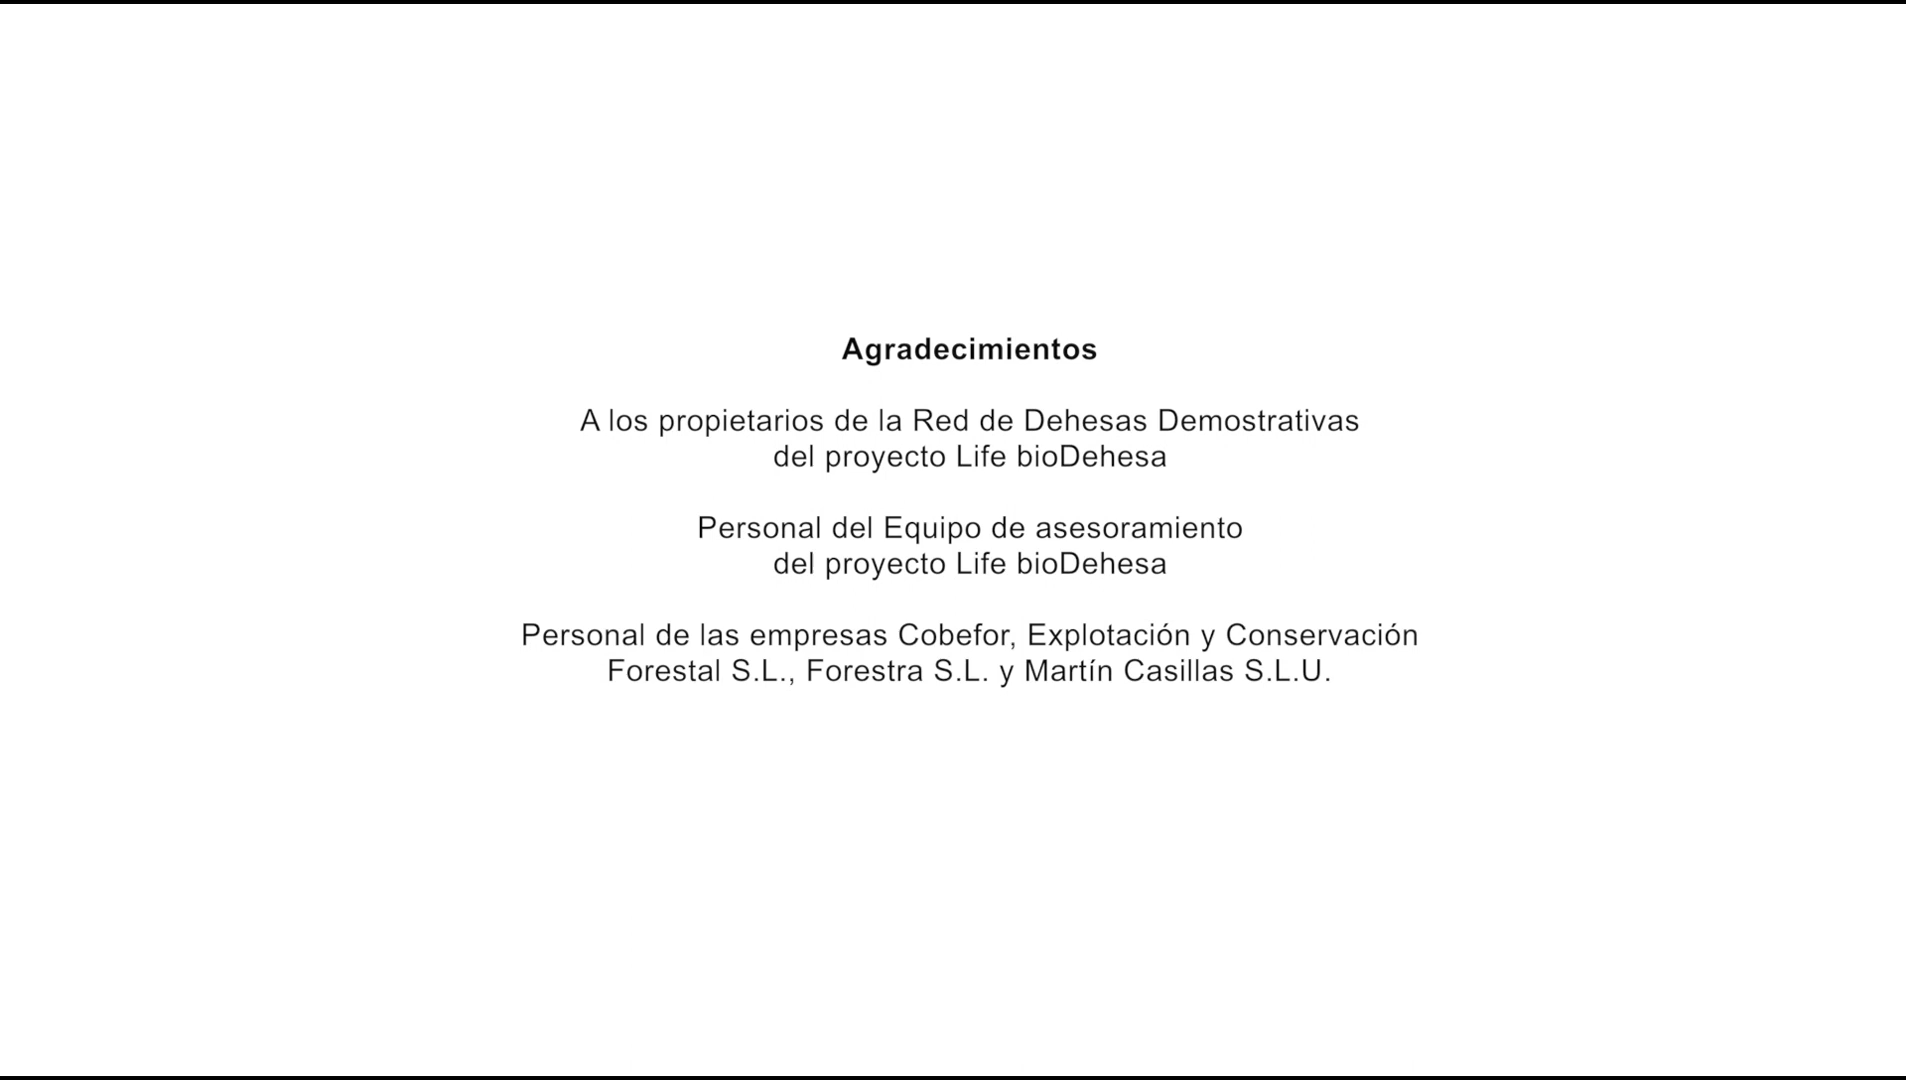 Agradecimientos
A los propietarios de la Red de Dehesas Demostrativas
del proyecto Life bioDehesa
Personal del Equipo de asesoramiento
del proyecto Life bioDehesa
Personal de las empresas Cobefor, Explotación y Conservación
Forestal S.L., Forestra S.L. y Martín Casillas S.L.U.